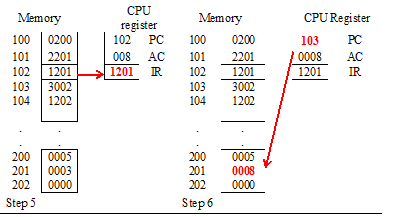 Memory CPU register Memory CPU Register
100 0200 102 PC 100 0200 103 PC
101 2201 008 AC 101 2201 0008 AC
102 1201 1201 IR 102 1201 1201 IR
103 3002 103 3002
104 1202 104 1202
. . . .
. . . .
200 0005 200 0005
201 0003 201 0008
202 0000 202 0000
Step 5 Step 6